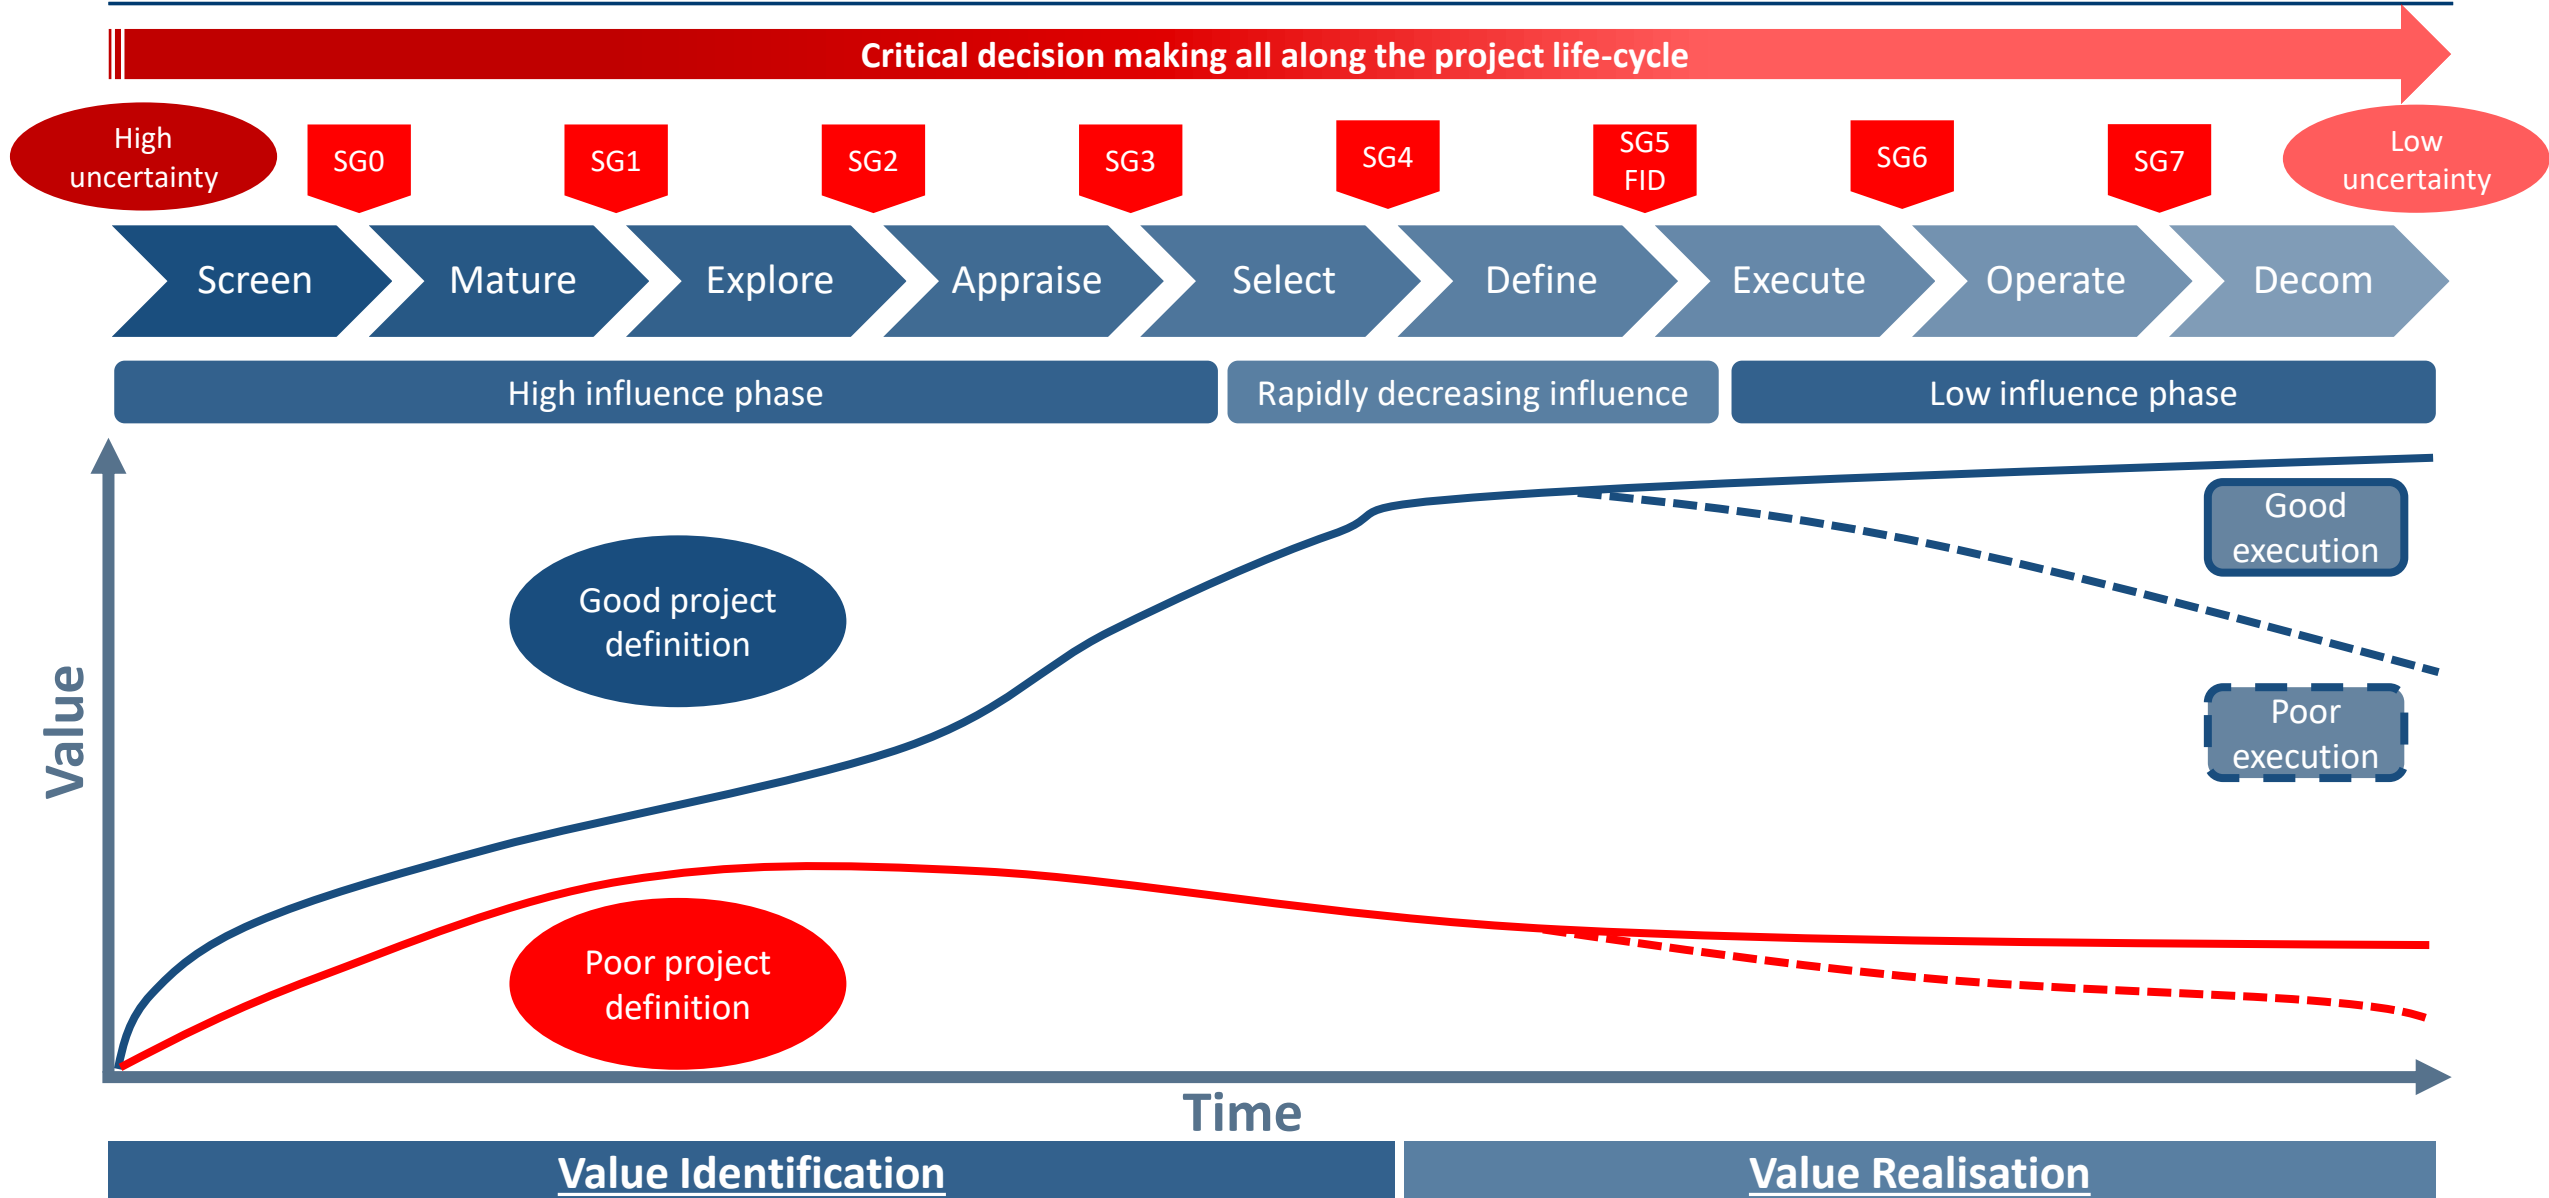 Critical decision making all along the project life-cycle
High
uncertainty
SG0
SG1
SG2
SG3
SG4
SG5
FID
SG6
SG7
Low
uncertainty
Screen
Mature
Explore
Appraise
Select
Define
Execute
Operate
Decom
High influence phase
Rapidly decreasing influence
Low influence phase
Value
Good project
definition
Good
execution
Poor
execution
Poor project
definition
Time
Value Identification
Value Realisation